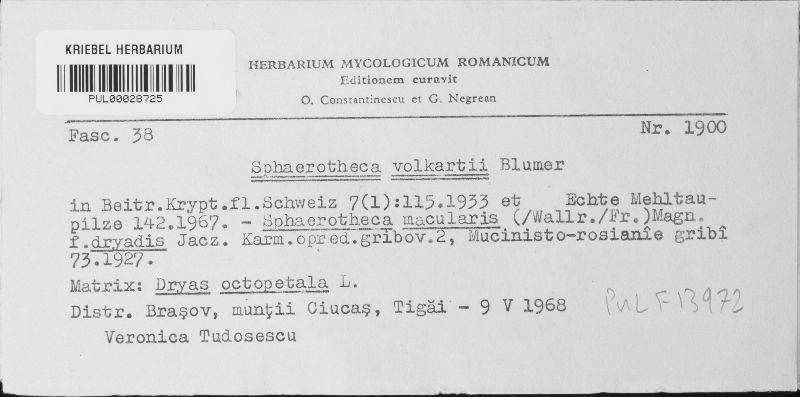 KRIEBEL HERBARIUM
PUL00028725
HERBARIUM MYCOLOGICUM ROMANICUM
Editionem curavit
O. Constantinescu et G. Negrean
Fasc. 38
Nr. 1900
Sphaerotheca volkartii Blumer
in Beitr.Krypt.fl.Schweiz 7(1):115.1933 et Echte Mehltau-
pilze 142.1967. - Sphaerotheca macularis (/Wallr./Fr.)Magn.
f.dryadis Jacz. Karm.opred.gribov.2, Mucinisto-rosianîe gribî
73.1927.
Matrix: Dryas octopetala L.
Distr. Braşov, munţii Ciucaş, Tigăi - 9 V 1968
Veronica Tudosescu
PUL F13972